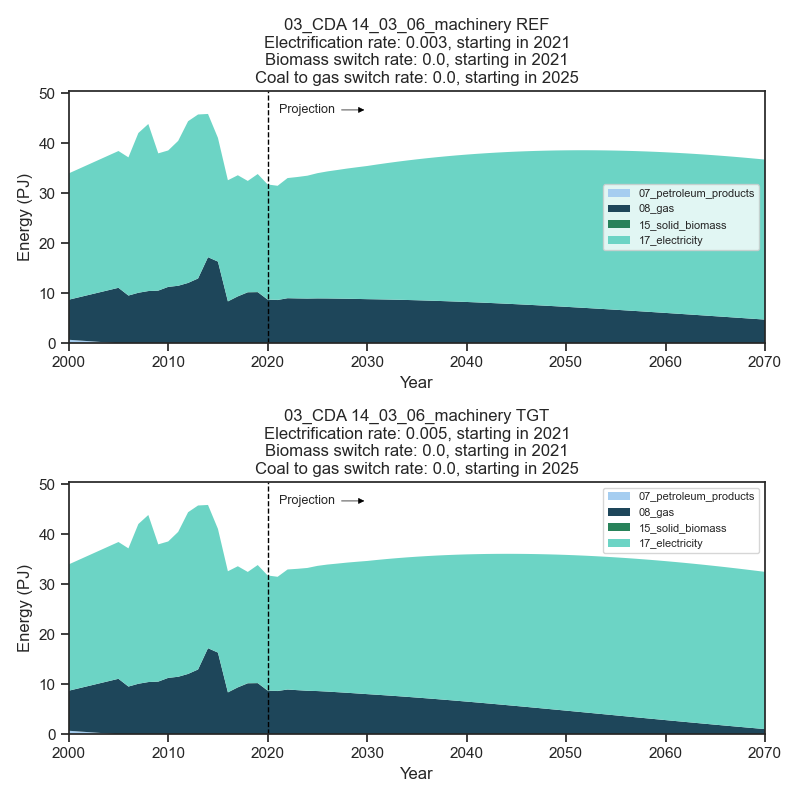 03_CDA 14_03_06_machinery REF
Electrification rate: 0.003, starting in 2021
Biomass switch rate: 0.0, starting in 2021
Coal to gas switch rate: 0.0, starting in 2025
50
Projection
40
30
07_petroleum_products
08_gas
15_solid_biomass
17_electricity
Energy (PJ)
20
10
0
2000 2010 2020 2030 2040 2050 2060 2070
Year
03_CDA 14_03_06_machinery TGT
Electrification rate: 0.005, starting in 2021
Biomass switch rate: 0.0, starting in 2021
Coal to gas switch rate: 0.0, starting in 2025
50
Projection
07_petroleum_products
08_gas
15_solid_biomass
17_electricity
40
30
Energy (PJ)
20
10
0
2000 2010 2020 2030 2040 2050 2060 2070
Year